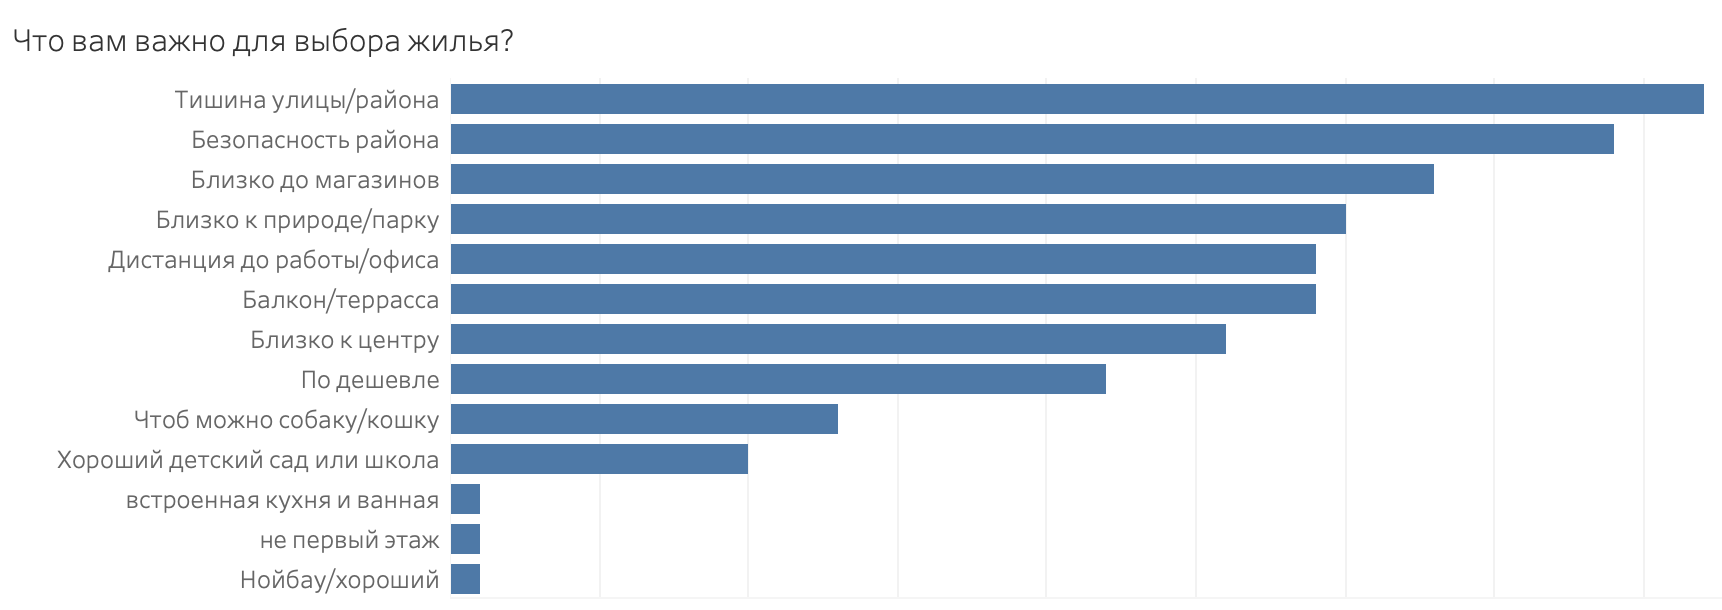 Что вам важно для выбора жилья?
Тишина улицы/района
Безопасность района
Близко до магазинов
Близко к природе/парку
Дистанция до работы/офиса
Балкон/терраccа
Близко к центру
По дешевле
Чтоб можно собаку/кошку
Хороший детский сад или школа
встроенная кухня и ванная
не первый этаж
Нойбау/хороший